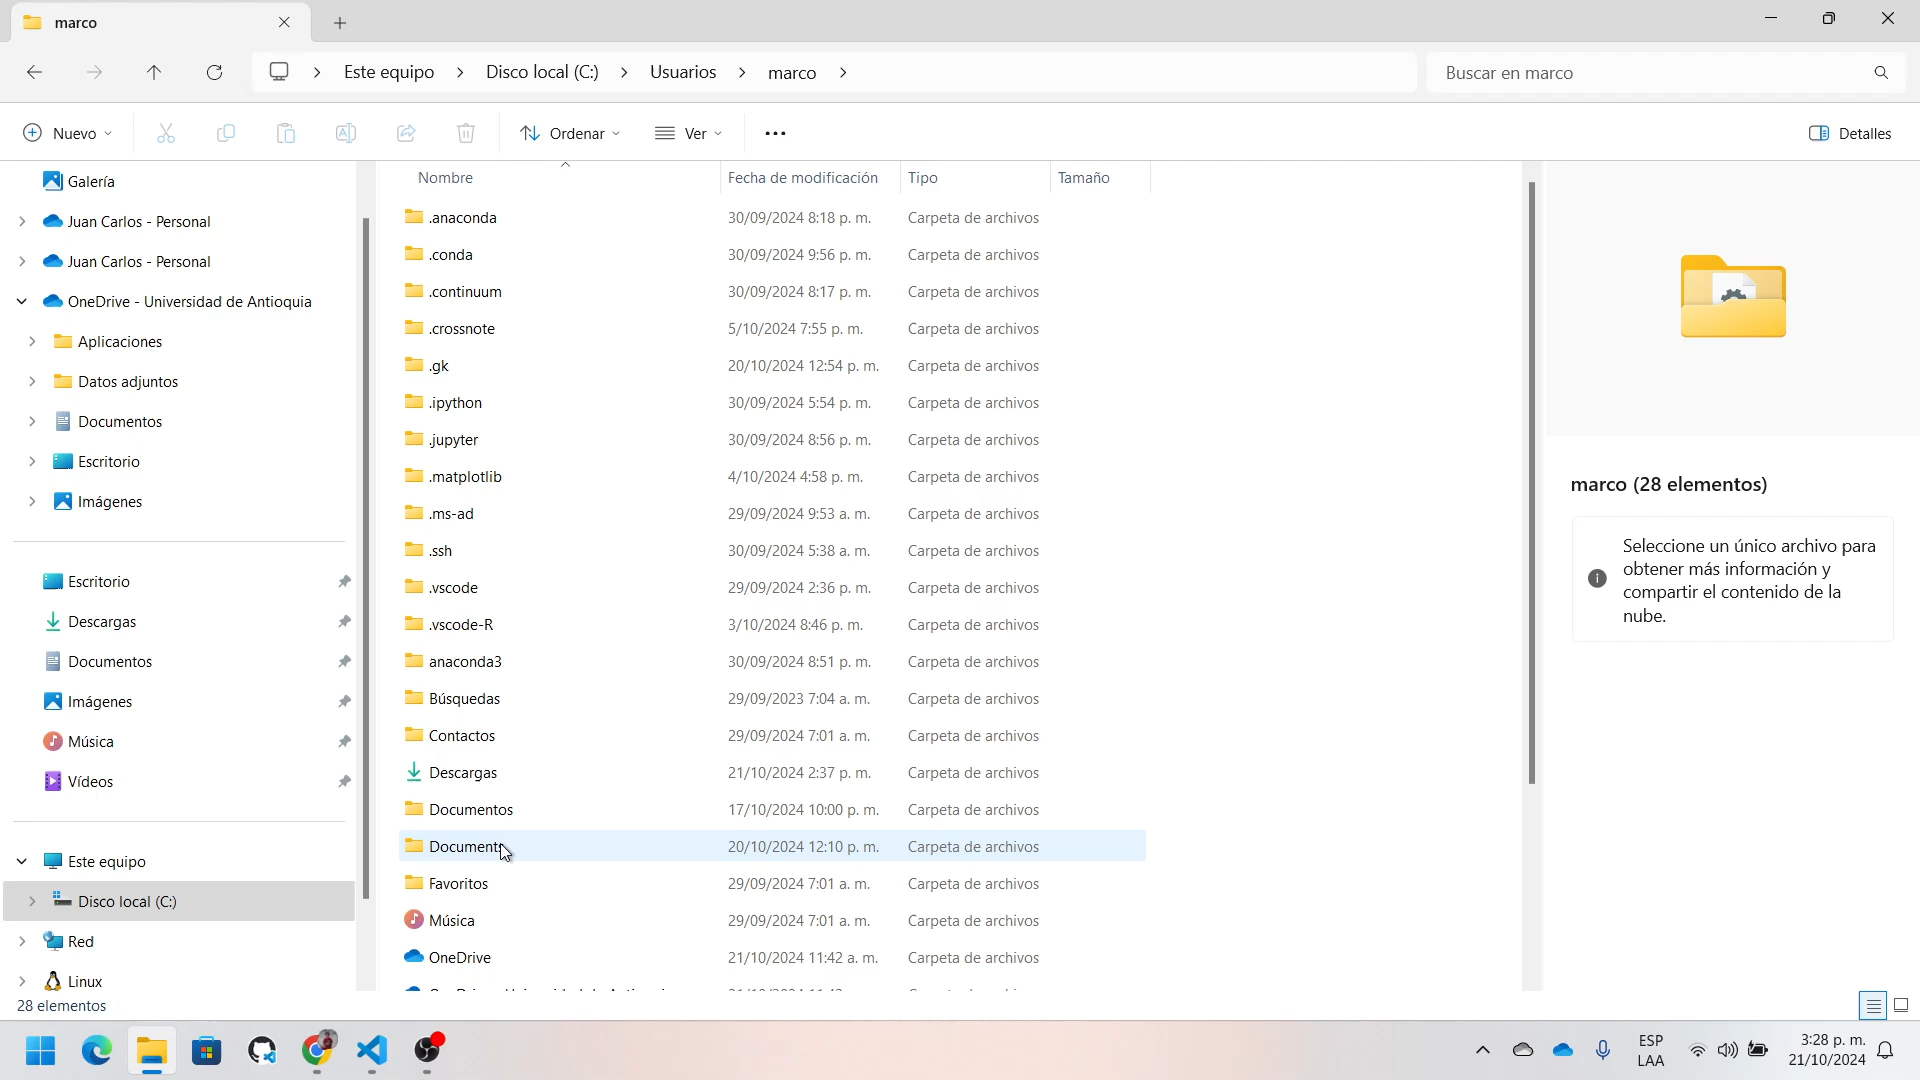 marco
Este equipo > Disco local (C:) > Usuarios > marco >
Buscar en marco
Nuevo
Ordenar
Ver
Detalles
Galería
Juan Carlos - Personal
Juan Carlos - Personal
OneDrive - Universidad de Antioquia
Aplicaciones
Datos adjuntos
Documentos
Escritorio
Imágenes
Escritorio
Descargas
Documentos
Imágenes
Música
Vídeos
Este equipo
Disco local (C:)
Red
Linux
Nombre Fecha de modificación Tipo Tamaño
.anaconda 30/09/2024 8:18 p. m. Carpeta de archivos
.conda 30/09/2024 9:56 p. m. Carpeta de archivos
.continuum 30/09/2024 8:17 p. m. Carpeta de archivos
.crossnote 5/10/2024 7:55 p. m. Carpeta de archivos
.gk 20/10/2024 12:54 p. m. Carpeta de archivos
.ipython 30/09/2024 5:54 p. m. Carpeta de archivos
.jupyter 30/09/2024 8:56 p. m. Carpeta de archivos
.matplotlib 4/10/2024 4:58 p. m. Carpeta de archivos
.ms-ad 29/09/2024 9:53 a. m. Carpeta de archivos
.ssh 30/09/2024 5:38 a. m. Carpeta de archivos
.vscode 29/09/2024 2:36 p. m. Carpeta de archivos
.vscode-R 3/10/2024 8:46 p. m. Carpeta de archivos
anaconda3 30/09/2024 8:51 p. m. Carpeta de archivos
Búsquedas 29/09/2023 7:04 a. m. Carpeta de archivos
Contactos 29/09/2024 7:01 a. m. Carpeta de archivos
Descargas 21/10/2024 2:37 p. m. Carpeta de archivos
Documentos 17/10/2024 10:00 p. m. Carpeta de archivos
20/10/2024 12:10 p. m. Carpeta de archivos
Favoritos 29/09/2024 7:01 a. m. Carpeta de archivos
Música 29/09/2024 7:01 a. m. Carpeta de archivos
OneDrive 21/10/2024 11:42 a. m. Carpeta de archivos
marco (28 elementos)
Seleccione un único archivo para
obtener más información y
compartir el contenido de la
nube.
28 elementos
ESP
LAA
3:28 p. m.
21/10/2024